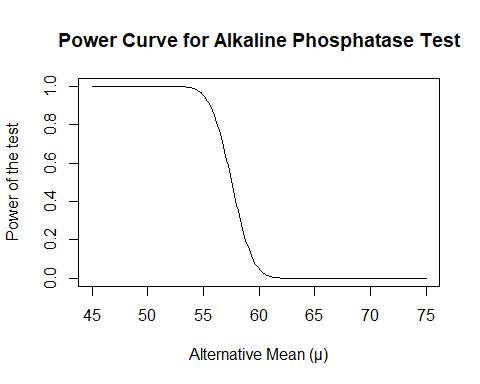 Power Curve for Alkaline Phosphatase Test
Power of the test
1.0
0.8
0.6
0.4
0.2
0.0
45 50 55 60 65 70 75
Alternative Mean (μ)